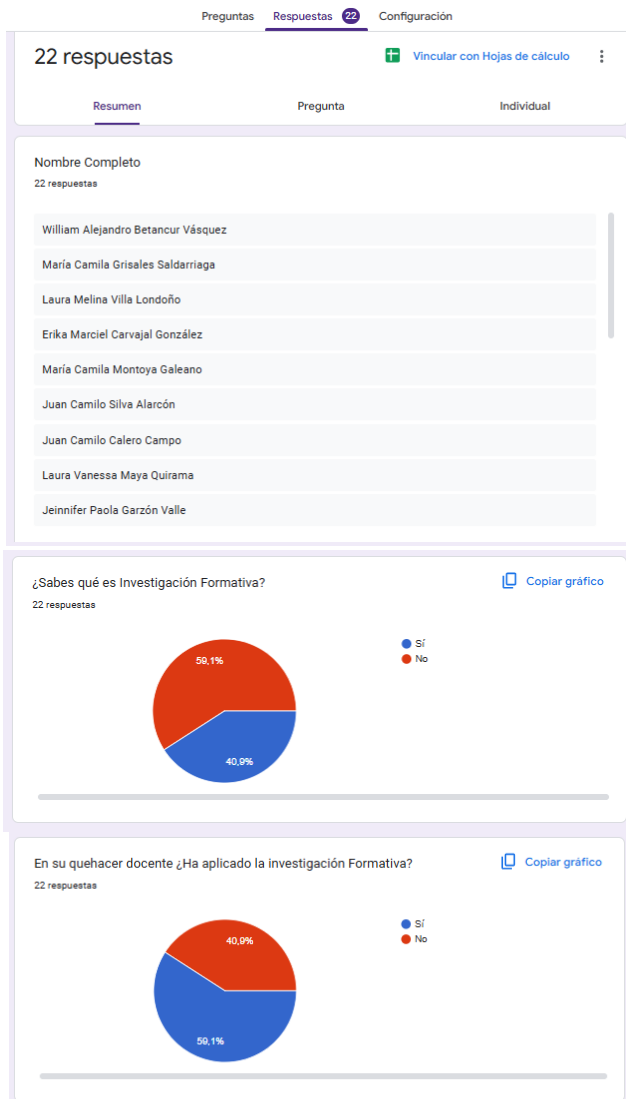 Preguntas Respuestas 22 Configuración
22 respuestas
Vincular con Hojas de cálculo
Resumen Pregunta Individual
Nombre Completo
22 respuestas
William Alejandro Betancur Vásquez
María Camila Grisales Saldarriaga
Laura Melina Villa Londoño
Erika Marciel Carvajal González
María Camila Montoya Galeano
Juan Camilo Silva Alarcón
Juan Camilo Calero Campo
Laura Vanessa Maya Quirama
Jeinnifer Paola Garzón Valle
¿Sabes qué es Investigación Formativa?
Copiar gráfico
22 respuestas
Sí
No
59,1%
40,9%
En su quehacer docente ¿Ha aplicado la investigación Formativa?
Copiar gráfico
22 respuestas
Sí
No
40,9%
59,1%